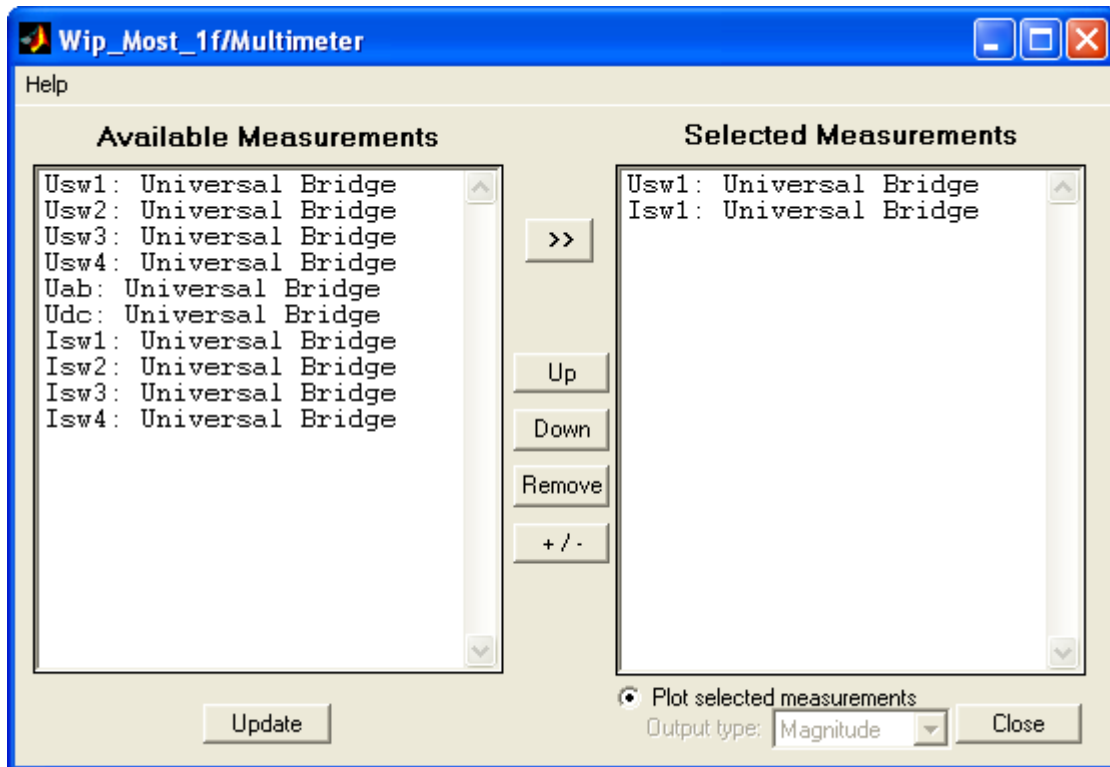 Wip_Most_1f/Multimeter
Help
Available Measurements
Usw1: Universal Bridge
Usw2: Universal Bridge
Usw3: Universal Bridge
Usw4: Universal Bridge
Uab: Universal Bridge
Udc: Universal Bridge
Isw1: Universal Bridge
Isw2: Universal Bridge
Isw3: Universal Bridge
Isw4: Universal Bridge
Update
>>
Up
Down
Remove
+ / -
Selected Measurements
Usw1: Universal Bridge
Isw1: Universal Bridge
Plot selected measurements
Output type: Magnitude
Close